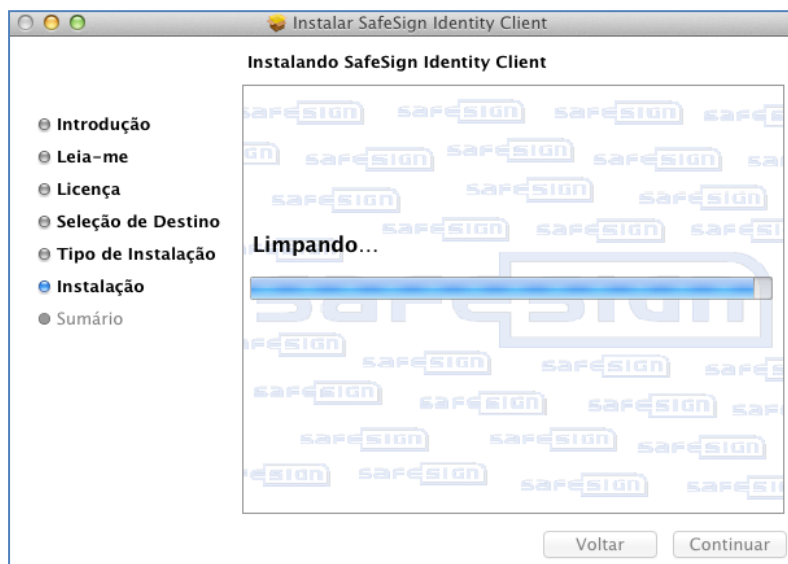 Instalar SafeSign Identity Client
Instalando SafeSign Identity Client
Introdução
Leia-me
Licença
Seleção de Destino
Tipo de Instalação
Instalação
Sumário
Limpando...
safesign
Voltar
Continuar